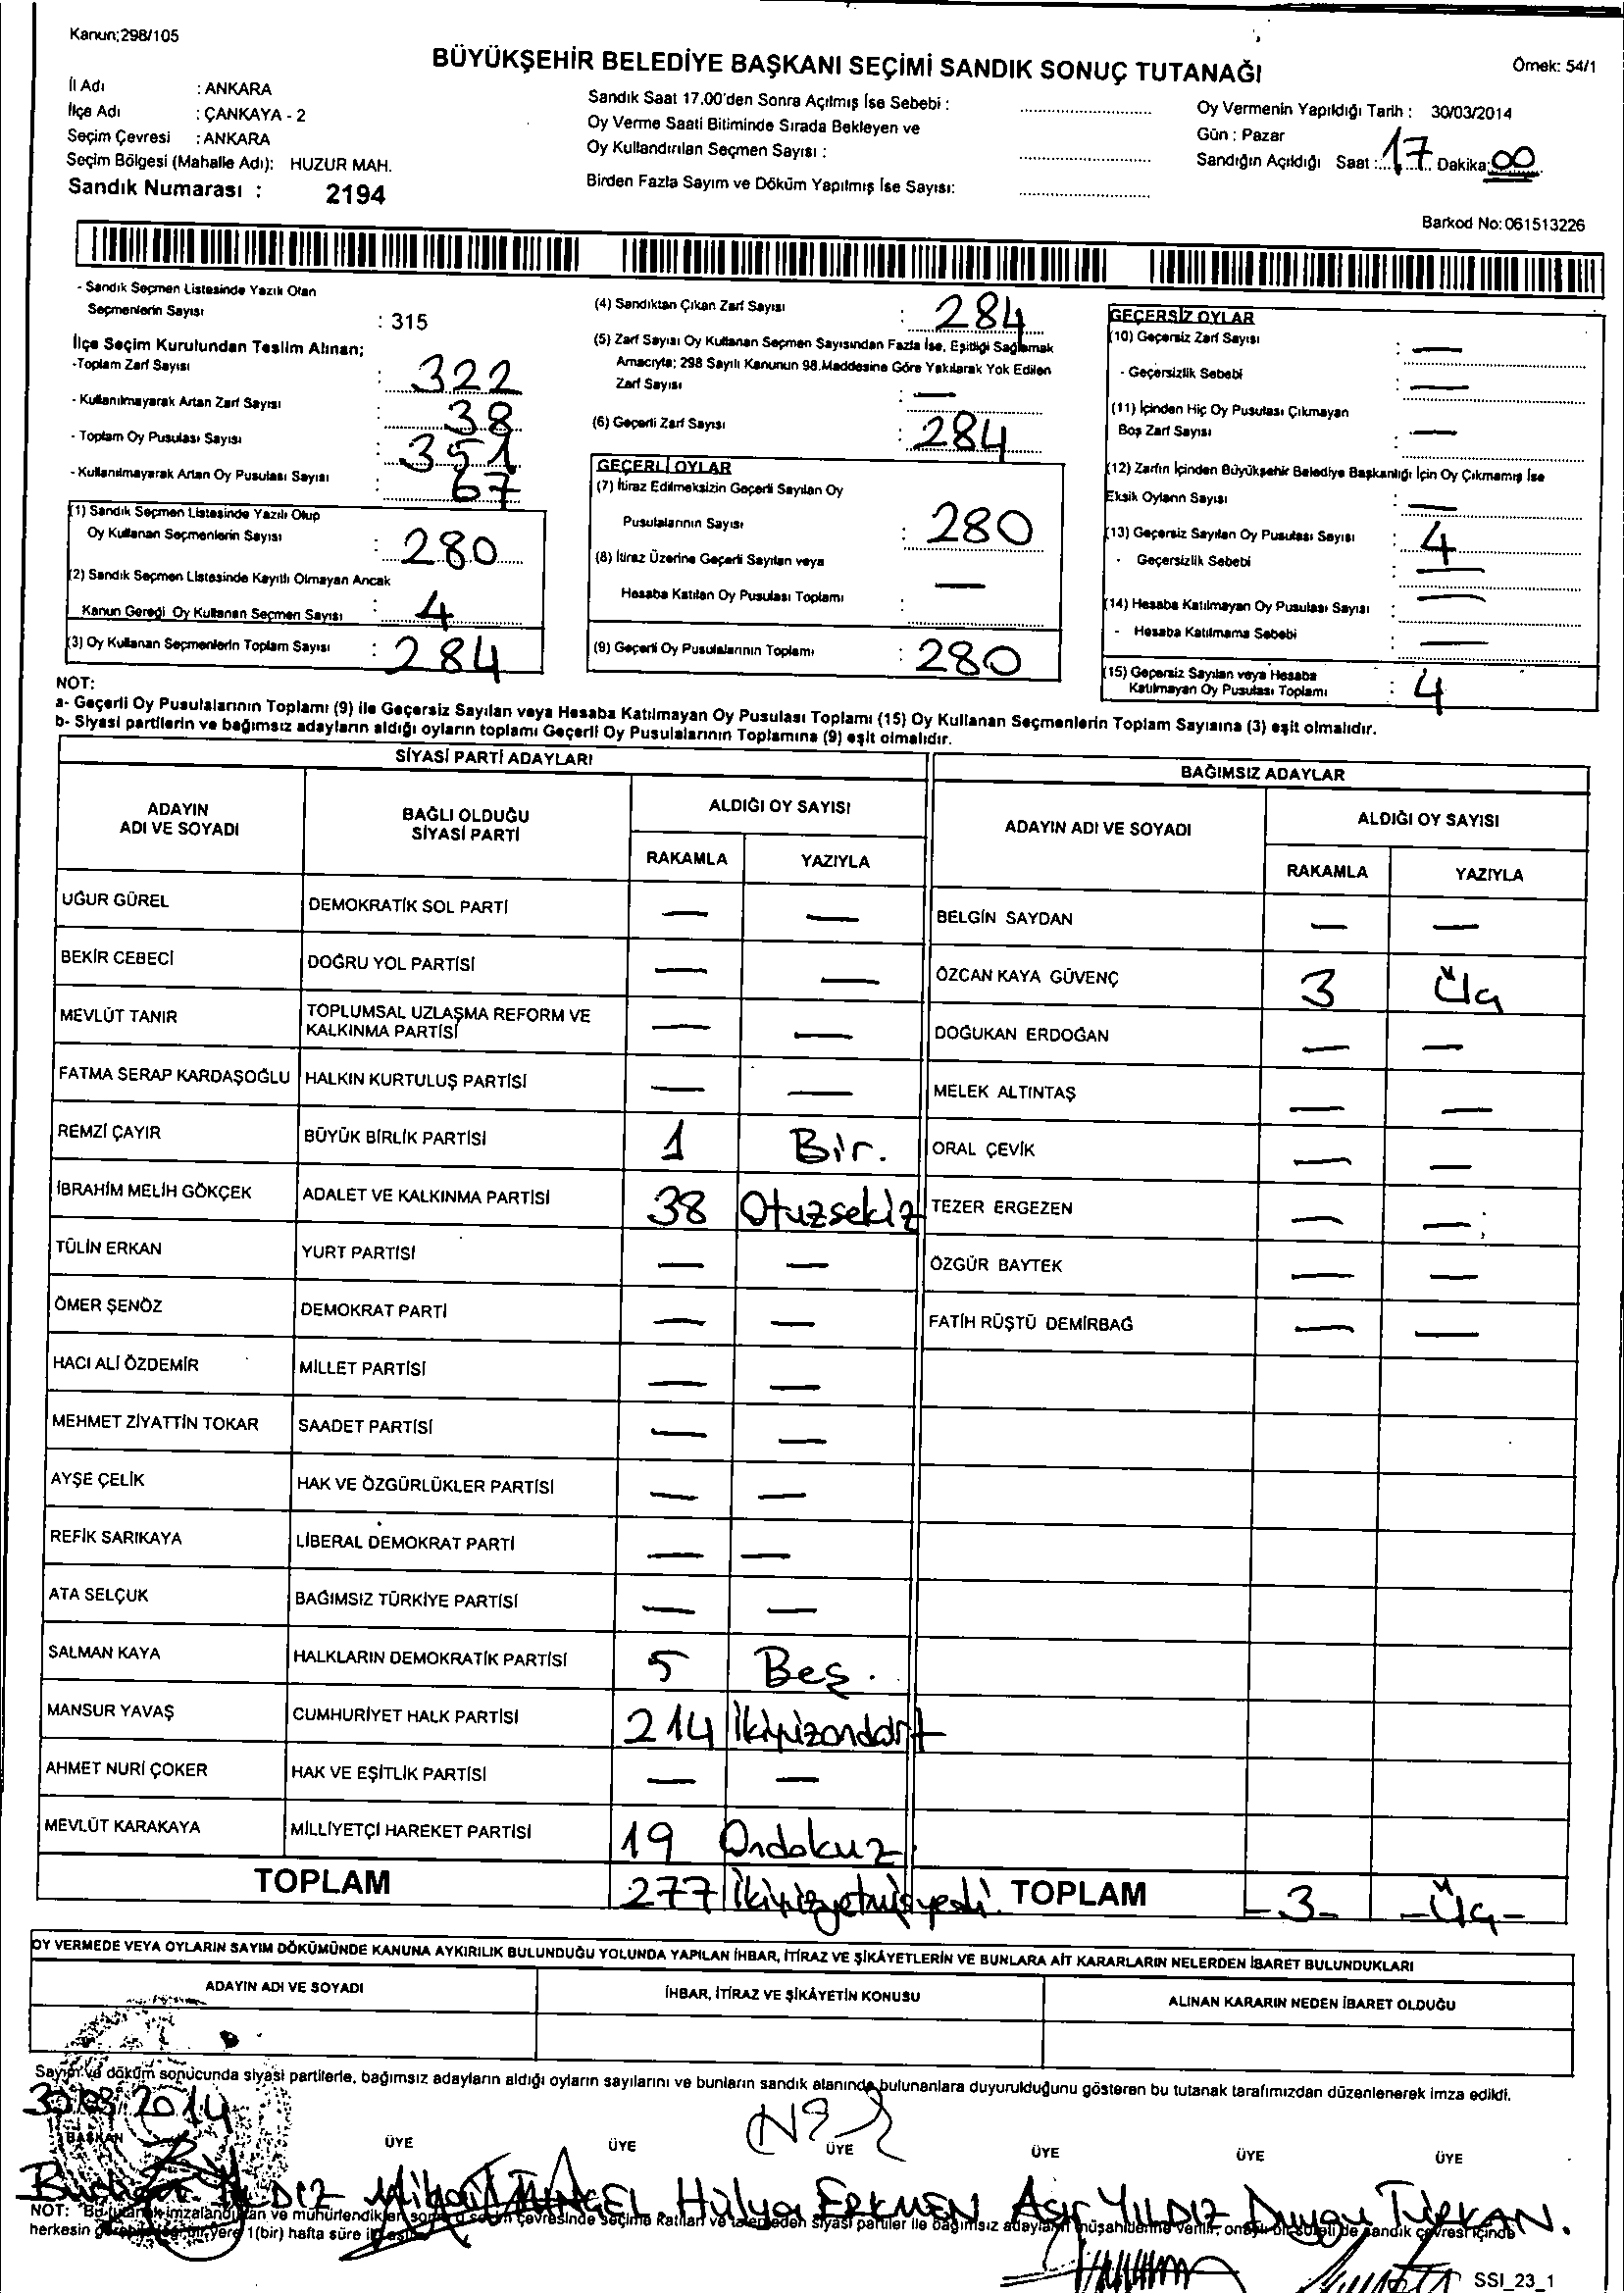 Kanun;298/105
BÜYÜKŞEHİR BELEDİYE BAŞKANI SEÇİMİ SANDIK SONUÇ TUTANAĞI
Örnek: 54/1
İl Adı : ANKARA
İlçe Adı : ÇANKAYA - 2
Seçim Çevresi : ANKARA
Seçim Bölgesi (Mahalle Adı): HUZUR MAH.
Sandık Numarası : 2194
Sandık Saat 17.00'den Sonra Açılmış İse Sebebi :
Oy Verme Saati Bitiminde Sırada Bekleyen ve
Oy Kullandırılan Seçmen Sayısı :
Birden Fazla Sayım ve Döküm Yapılmış İse Sayısı:
Oy Vermenin Yapıldığı Tarih : 30/03/2014
Gün : Pazar
Sandığın Açıldığı Saat : 17 Dakika: 00
Barkod No: 061513226
- Sandık Seçmen Listesinde Yazılı Olan
Seçmenlerin Sayısı : 315
İlçe Seçim Kurulundan Teslim Alınan;
-Toplam Zarf Sayısı : 322
- Kullanılmayarak Artan Zarf Sayısı : 38
- Toplam Oy Pusulası Sayısı : 351
- Kullanılmayarak Artan Oy Pusulası Sayısı : 67
(1) Sandık Seçmen Listesinde Yazılı Olup
Oy Kullanan Seçmenlerin Sayısı : 280
(2) Sandık Seçmen Listesinde Kayıtlı Olmayan Ancak
Kanun Gereği Oy Kullanan Seçmen Sayısı : 4
(3) Oy Kullanan Seçmenlerin Toplam Sayısı : 284
(4) Sandıktan Çıkan Zarf Sayısı : 284
(5) Zarf Sayısı Oy Kullanan Seçmen Sayısından Fazla İse, Eşitliği Sağlamak
Amacıyla; 298 Sayılı Kanunun 98.Maddesine Göre Yakılarak Yok Edilen
Zarf Sayısı : —
(6) Geçerli Zarf Sayısı : 284
GEÇERLİ OYLAR
(7) İtiraz Edilmeksizin Geçerli Sayılan Oy
Pusulalarının Sayısı : 280
(8) İtiraz Üzerine Geçerli Sayılan veya
Hesaba Katılan Oy Pusulası Toplamı : —
(9) Geçerli Oy Pusulalarının Toplamı : 280
GEÇERSİZ OYLAR
(10) Geçersiz Zarf Sayısı : —
- Geçersizlik Sebebi : —
(11) İçinden Hiç Oy Pusulası Çıkmayan
Boş Zarf Sayısı : —
(12) Zarfın İçinden Büyükşehir Belediye Başkanlığı İçin Oy Çıkmamış İse
Eksik Oyların Sayısı : —
(13) Geçersiz Sayılan Oy Pusulası Sayısı : 4
- Geçersizlik Sebebi : —
(14) Hesaba Katılmayan Oy Pusulası Sayısı : —
- Hesaba Katılmama Sebebi : —
(15) Geçersiz Sayılan veya Hesaba
Katılmayan Oy Pusulası Toplamı : 4
NOT:
a- Geçerli Oy Pusulalarının Toplamı (9) ile Geçersiz Sayılan veya Hesaba Katılmayan Oy Pusulası Toplamı (15) Oy Kullanan Seçmenlerin Toplam Sayısına (3) eşit olmalıdır.
b- Siyasi partilerin ve bağımsız adayların aldığı oyların toplamı Geçerli Oy Pusulalarının Toplamına (9) eşit olmalıdır.
SİYASİ PARTİ ADAYLARI
ADAYIN ADI VE SOYADI
BAĞLI OLDUĞU SİYASİ PARTİ
ALDIĞI OY SAYISI
RAKAMLA YAZIYLA
UĞUR GÜREL DEMOKRATİK SOL PARTİ — —
BEKİR CEBECİ DOĞRU YOL PARTİSİ — —
MEVLÜT TANIR TOPLUMSAL UZLAŞMA REFORM VE KALKINMA PARTİSİ — —
FATMA SERAP KARDAŞOĞLU HALKIN KURTULUŞ PARTİSİ — —
REMZİ ÇAYIR BÜYÜK BİRLİK PARTİSİ 1 Bir.
İBRAHİM MELİH GÖKÇEK ADALET VE KALKINMA PARTİSİ 38 Otuzsekiz
TÜLİN ERKAN YURT PARTİSİ — —
ÖMER ŞENÖZ DEMOKRAT PARTİ — —
HACI ALİ ÖZDEMİR MİLLET PARTİSİ — —
MEHMET ZİYATTİN TOKAR SAADET PARTİSİ — —
AYŞE ÇELİK HAK VE ÖZGÜRLÜKLER PARTİSİ — —
REFİK SARIKAYA LİBERAL DEMOKRAT PARTİ — —
ATA SELÇUK BAĞIMSIZ TÜRKİYE PARTİSİ — —
SALMAN KAYA HALKLARIN DEMOKRATİK PARTİSİ 5 Beş.
MANSUR YAVAŞ CUMHURİYET HALK PARTİSİ 214 İkiyüzondört
AHMET NURİ ÇOKER HAK VE EŞİTLİK PARTİSİ — —
MEVLÜT KARAKAYA MİLLİYETÇİ HAREKET PARTİSİ 19 Ondokuz
TOPLAM 277 İkiyüzyetmişyedi.
BAĞIMSIZ ADAYLAR
ADAYIN ADI VE SOYADI
ALDIĞI OY SAYISI
RAKAMLA YAZIYLA
BELGİN SAYDAN — —
ÖZCAN KAYA GÜVENÇ 3 Üç
DOĞUKAN ERDOĞAN — —
MELEK ALTINTAŞ — —
ORAL ÇEVİK — —
TEZER ERGEZEN — —
ÖZGÜR BAYTEK — —
FATİH RÜŞTÜ DEMİRBAĞ — —
TOPLAM -3- -Üç-
OY VERMEDE VEYA OYLARIN SAYIM DÖKÜMÜNDE KANUNA AYKIRILIK BULUNDUĞU YOLUNDA YAPILAN İHBAR, İTİRAZ VE ŞİKÂYETLERİN VE BUNLARA AİT KARARLARIN NELERDEN İBARET BULUNDUKLARI
ADAYIN ADI VE SOYADI
İHBAR, İTİRAZ VE ŞİKÂYETİN KONUSU
ALINAN KARARIN NEDEN İBARET OLDUĞU
Sayım ve döküm sonucunda siyasi partilerle, bağımsız adayların aldığı oyların sayılarını ve bunların sandık alanında bulunanlara duyurulduğunu gösteren bu tutanak tarafımızdan düzenlenerek imza edildi.
30.03.2014
BAŞKAN ÜYE ÜYE ÜYE ÜYE ÜYE ÜYE
YILDIZ Hülya ERKMEN YILDIZ Duygu TÜRKAN.
NOT: Bu tutanak imzalandıktan ve mühürlendikten sonra o seçim çevresinde seçime katılan ve talep eden siyasi partiler ile bağımsız adayların müşahitlerine verilir, onaylı bir sureti de sandık çevresi içinde
herkesin görebileceği bir yere 1(bir) hafta süre ile asılır.
SSI_23_1